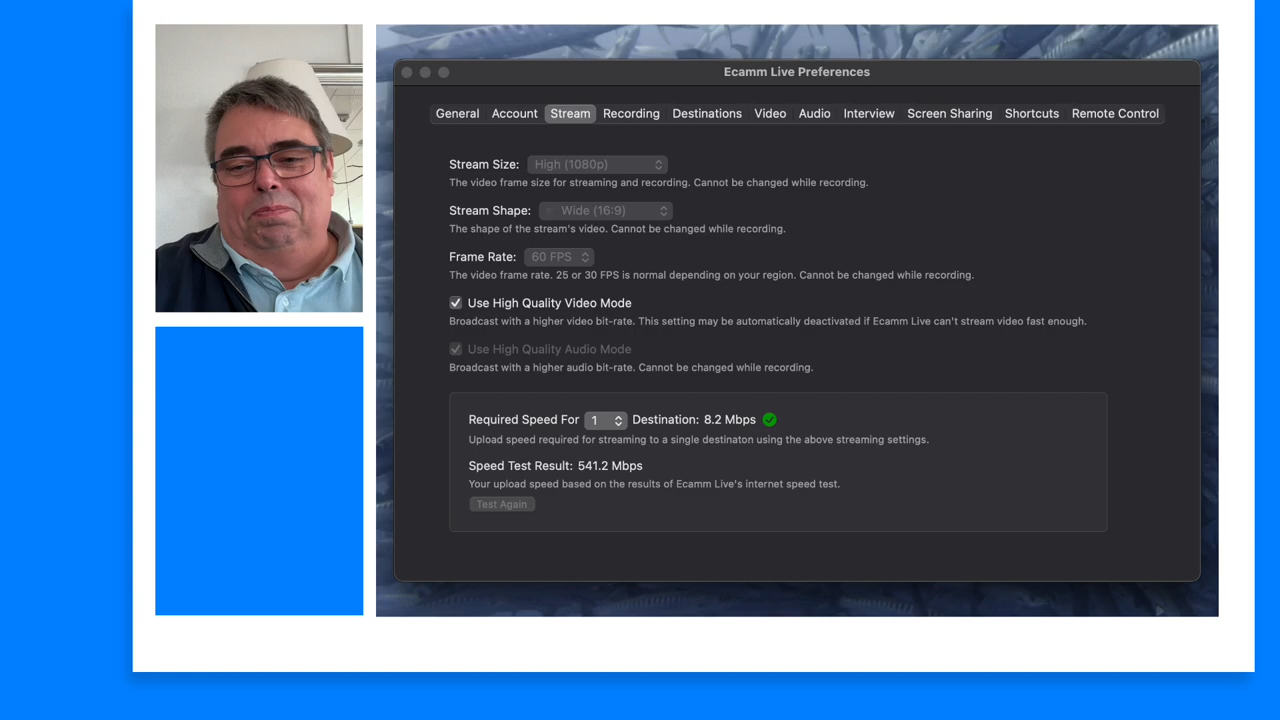 Ecamm Live Preferences
General Account Stream Recording Destinations Video Audio Interview Screen Sharing Shortcuts Remote Control
Stream Size: High (1080p)
The video frame size for streaming and recording. Cannot be changed while recording.
Stream Shape: Wide (16:9)
The shape of the stream's video. Cannot be changed while recording.
Frame Rate: 60 FPS
The video frame rate. 25 or 30 FPS is normal depending on your region. Cannot be changed while recording.
Use High Quality Video Mode
Broadcast with a higher video bit-rate. This setting may be automatically deactivated if Ecamm Live can't stream video fast enough.
Use High Quality Audio Mode
Broadcast with a higher audio bit-rate. Cannot be changed while recording.
Required Speed For 1 Destination: 8.2 Mbps
Upload speed required for streaming to a single destinaton using the above streaming settings.
Speed Test Result: 541.2 Mbps
Your upload speed based on the results of Ecamm Live's internet speed test.
Test Again